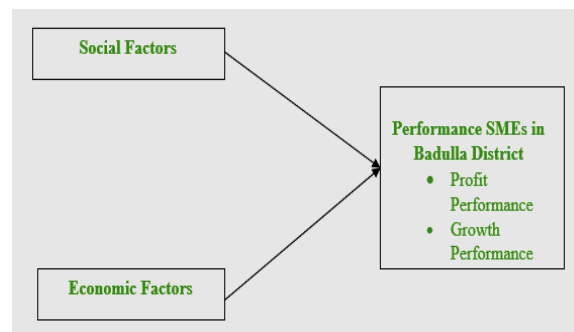 Social Factors
Performance SMEs in
Badulla District
• Profit
Performance
• Growth
Performance
Economic Factors